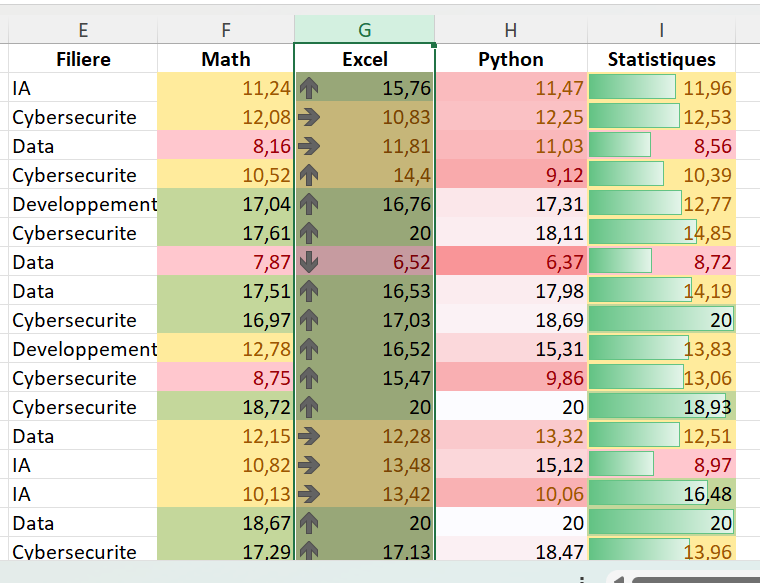 E F G H I
Filiere Math Excel Python Statistiques
IA 11,24 15,76 11,47 11,96
Cybersecurite 12,08 10,83 12,25 12,53
Data 8,16 11,81 11,03 8,56
Cybersecurite 10,52 14,4 9,12 10,39
Developpement 17,04 16,76 17,31 12,77
Cybersecurite 17,61 20 18,11 14,85
Data 7,87 6,52 6,37 8,72
Data 17,51 16,53 17,98 14,19
Cybersecurite 16,97 17,03 18,69 20
Developpement 12,78 16,52 15,31 13,83
Cybersecurite 8,75 15,47 9,86 13,06
Cybersecurite 18,72 20 20 18,93
Data 12,15 12,28 13,32 12,51
IA 10,82 13,48 15,12 8,97
IA 10,13 13,42 10,06 16,48
Data 18,67 20 20 20
Cybersecurite 17,29 17,13 18,47 13,96